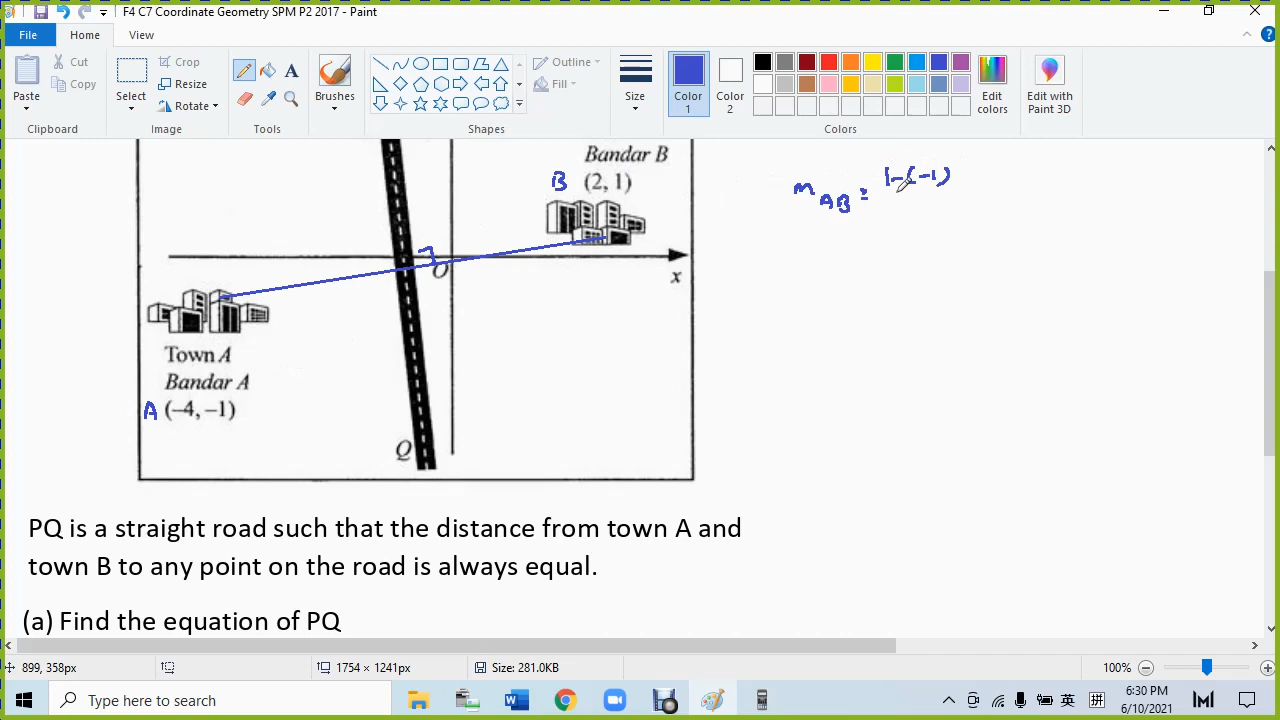 F4 C7 Coordinate Geometry SPM P2 2017 - Paint
File
Home
View
Paste
Cut
Copy
Clipboard
Select
Crop
Resize
Rotate
Image
A
Tools
Brushes
Outline
Fill
Shapes
Size
Color
1
Color
2
Edit
colors
Colors
Edit with
Paint 3D
Bandar B
B (2, 1)
O
x
Town A
Bandar A
A (–4, –1)
Q
m AB = 1-(-1)
PQ is a straight road such that the distance from town A and
town B to any point on the road is always equal.
(a) Find the equation of PQ
899, 358px
1754 × 1241px
Size: 281.0KB
100%
Type here to search
英
拼
6:30 PM
6/10/2021